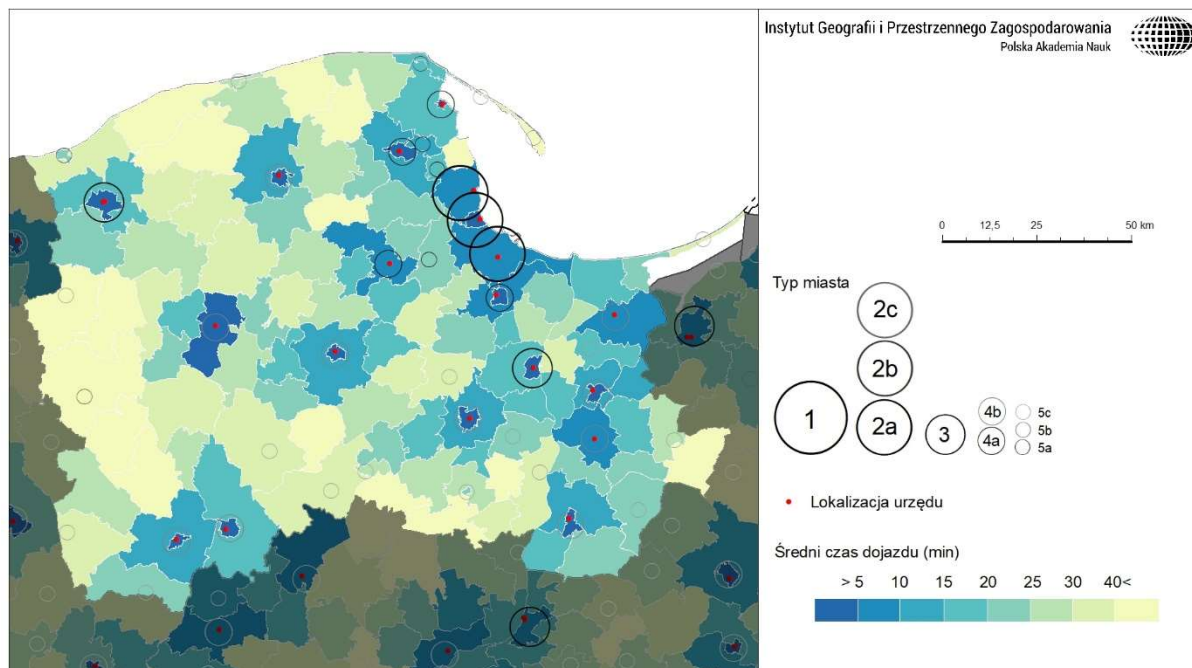 Instytut Geografii i Przestrzennego Zagospodarowania
Polska Akademia Nauk
0 12,5 25 50 km
Typ miasta
2c
2b
1 2a 3 4b 5c
4a 5b
5a
Lokalizacja urzędu
Średni czas dojazdu (min)
> 5 10 15 20 25 30 40<